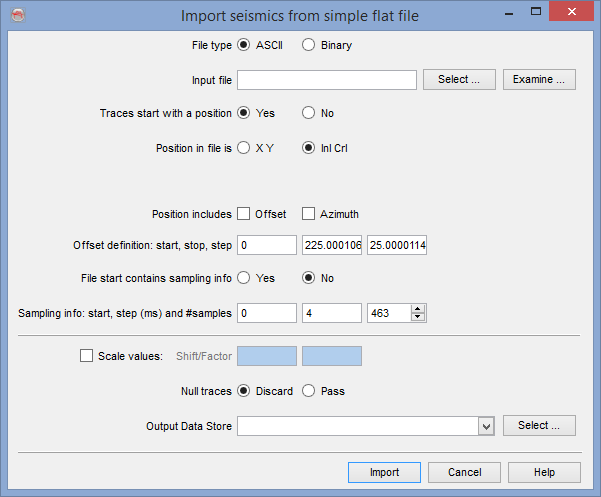 Import seismics from simple flat file
File type ASCII Binary
Input file Select ... Examine ...
Traces start with a position Yes No
Position in file is X Y Inl Crl
Position includes Offset Azimuth
Offset definition: start, stop, step 0 225.000106 25.0000114
File start contains sampling info Yes No
Sampling info: start, step (ms) and #samples 0 4 463
Scale values: Shift/Factor
Null traces Discard Pass
Output Data Store Select ...
Import Cancel Help